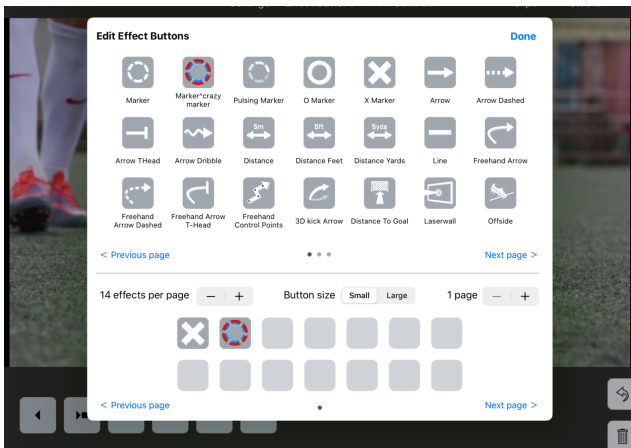 Edit Effect Buttons
Done
Marker
Marker^crazy
marker
Pulsing Marker
O Marker
X Marker
Arrow
Arrow Dashed
5m
5ft
5yds
Arrow THead
Arrow Dribble
Distance
Distance Feet
Distance Yards
Line
Freehand Arrow
Freehand
Arrow Dashed
Freehand Arrow
T-Head
Freehand
Control Points
3D kick Arrow
Distance To Goal
Laserwall
Offside
< Previous page
Next page >
14 effects per page
− +
Button size
Small
Large
1 page
− +
< Previous page
Next page >